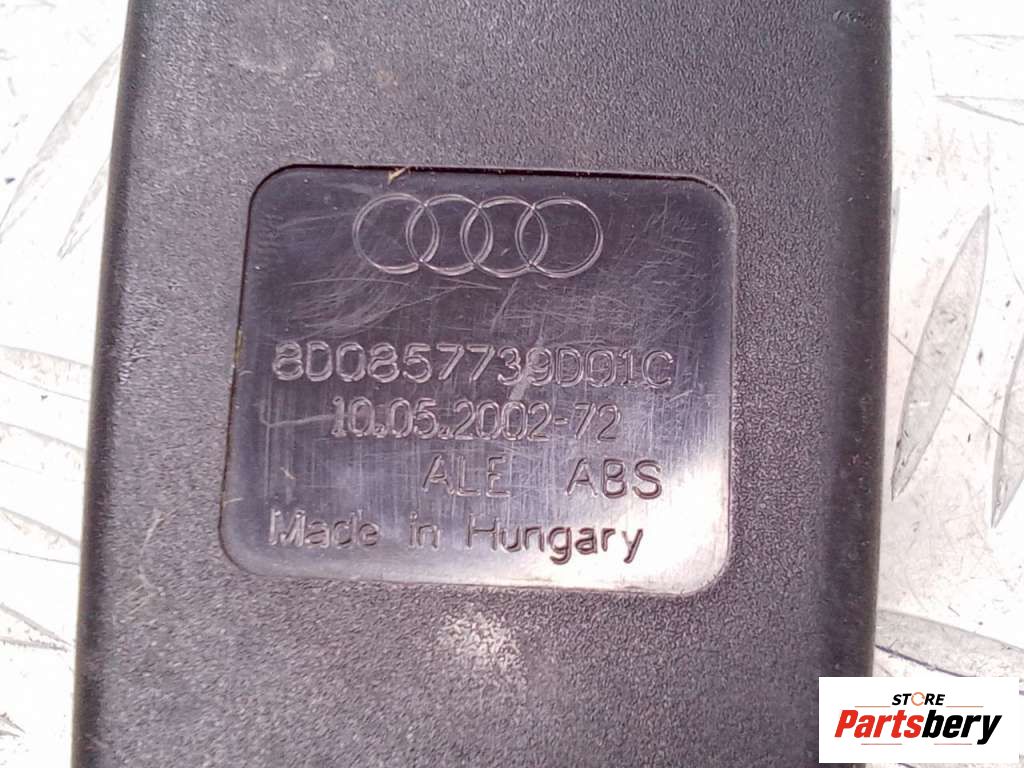 8D0857739D01C
10.05.2002-72
ALE ABS
Made in Hungary
STORE
Partsbery